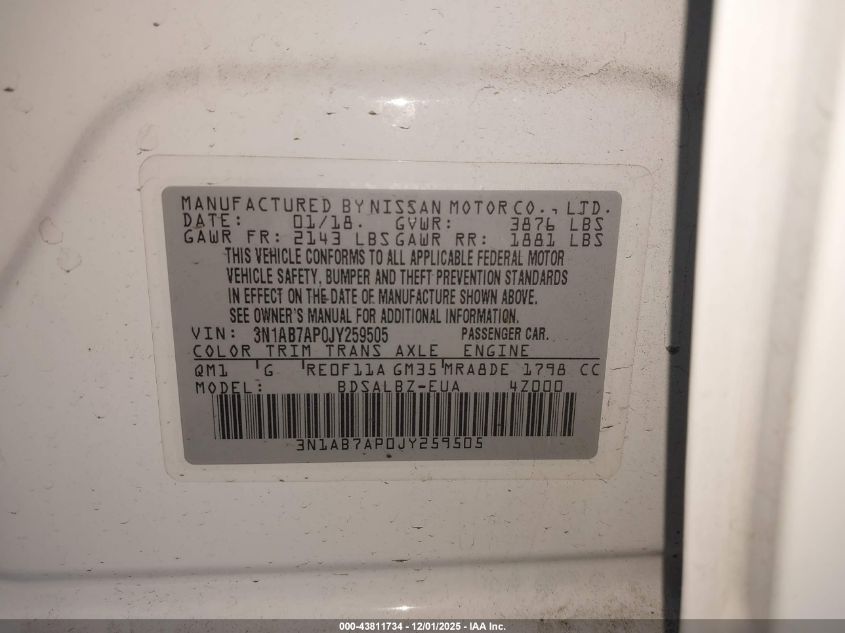 MANUFACTURED BY NISSAN MOTOR CO., LTD.
DATE: 01/18. GVWR: 3876 LBS
GAWR FR: 2143 LBS GAWR RR: 1881 LBS
THIS VEHICLE CONFORMS TO ALL APPLICABLE FEDERAL MOTOR
VEHICLE SAFETY, BUMPER AND THEFT PREVENTION STANDARDS
IN EFFECT ON THE DATE OF MANUFACTURE SHOWN ABOVE.
SEE OWNER'S MANUAL FOR ADDITIONAL INFORMATION.
VIN: 3N1AB7AP0JY259505 PASSENGER CAR.
COLOR TRIM TRANS AXLE ENGINE
QM1 G RE0F11A GM35 MRA8DE 1798 CC
MODEL: BDSALBZ-EUA 4Z000
3N1AB7AP0JY259505
000-43811734 - 12/01/2025 - IAA Inc.